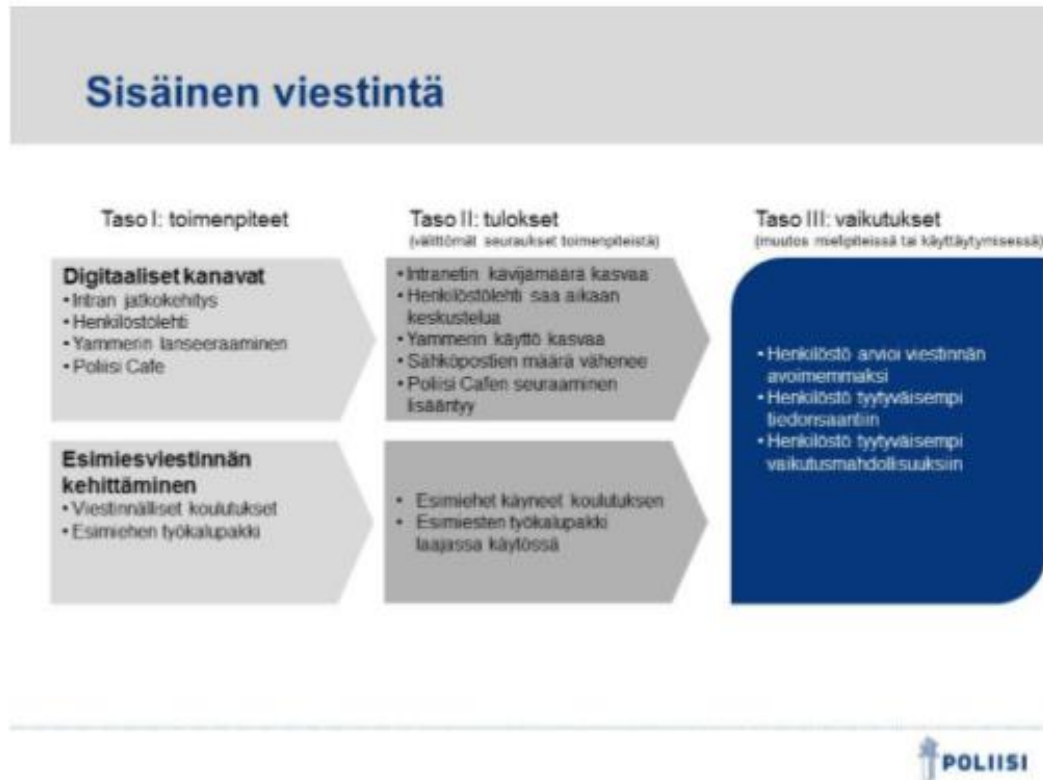 Sisäinen viestintä
Taso I: toimenpiteet
Digitaaliset kanavat
• Intran jatkokehitys
• Henkilöstölehti
• Yammerin lanseeraaminen
• Poliisi Cafe
Esimiesviestinnän
kehittäminen
• Viestinnälliset koulutukset
• Esimiehen työkalupakki
Taso II: tulokset
(välittömät seuraukset toimenpiteistä)
• Intranetin kävijämäärä kasvaa
• Henkilöstölehti saa aikaan
keskustelua
• Yammerin käyttö kasvaa
• Sähköpostien määrä vähenee
• Poliisi Cafen seuraaminen
lisääntyy
• Esimiehet käyneet koulutuksen
• Esimiesten työkalupakki
laajassa käytössä
Taso III: vaikutukset
(muutos mielipiteissä tai käyttäytymisessä)
• Henkilöstö arvioi viestinnän
avoimemmaksi
• Henkilöstö tyytyväisempi
tiedonsaantiin
• Henkilöstö tyytyväisempi
vaikutusmahdollisuuksiin
POLIISI